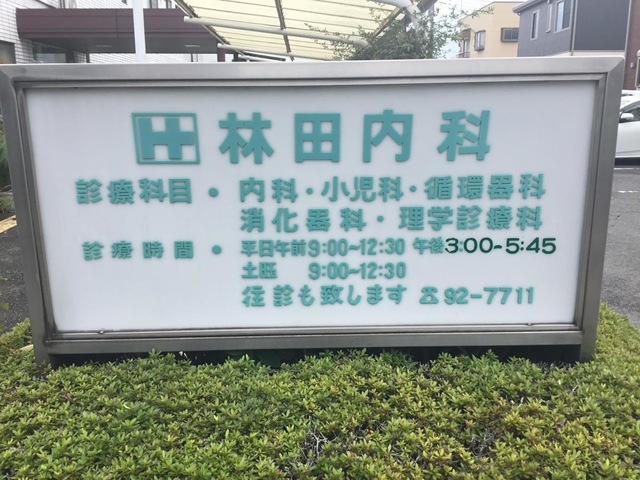 林田内科
診療科目・内科・小児科・循環器科
消化器科・理学診療科
診療時間・平日午前9:00~12:30 午後3:00~5:45
土曜 9:00~12:30
往診も致します ☎92-7711